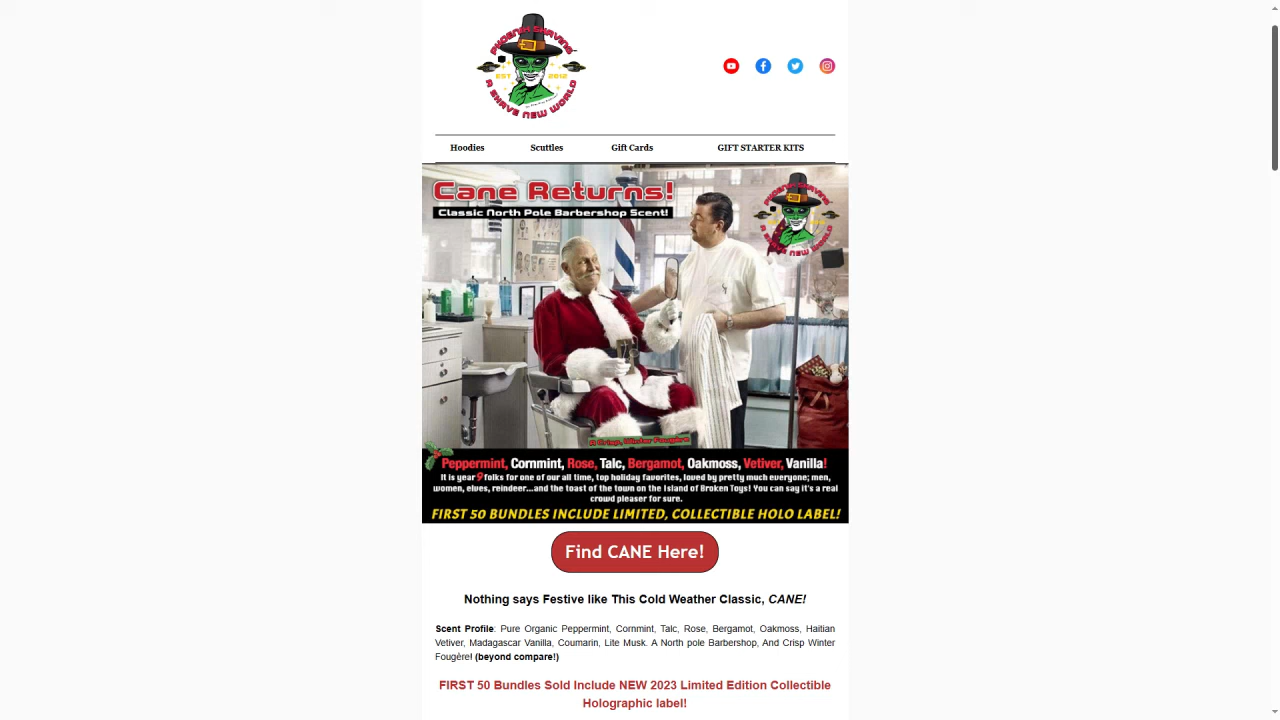 PHOENIX SHAVING
EST 2012
A SHAVE NEW WORLD
Hoodies
Scuttles
Gift Cards
GIFT STARTER KITS
Cane Returns!
Classic North Pole Barbershop Scent!
PHOENIX SHAVING
A SHAVE NEW WORLD
A Crisp, Winter Fougère
Peppermint, Cornmint, Rose, Talc, Bergamot, Oakmoss, Vetiver, Vanilla!
It is year 9 folks for one of our all time, top holiday favorites, loved by pretty much everyone; men,
women, elves, reindeer...and the toast of the town on the Island of Broken Toys! You can say it's a real
crowd pleaser for sure.
FIRST 50 BUNDLES INCLUDE LIMITED, COLLECTIBLE HOLO LABEL!
Find CANE Here!
Nothing says Festive like This Cold Weather Classic, CANE!
Scent Profile: Pure Organic Peppermint, Cornmint, Talc, Rose, Bergamot, Oakmoss, Haitian
Vetiver, Madagascar Vanilla, Coumarin, Lite Musk. A North pole Barbershop, And Crisp Winter
Fougère! (beyond compare!)
FIRST 50 Bundles Sold Include NEW 2023 Limited Edition Collectible
Holographic label!